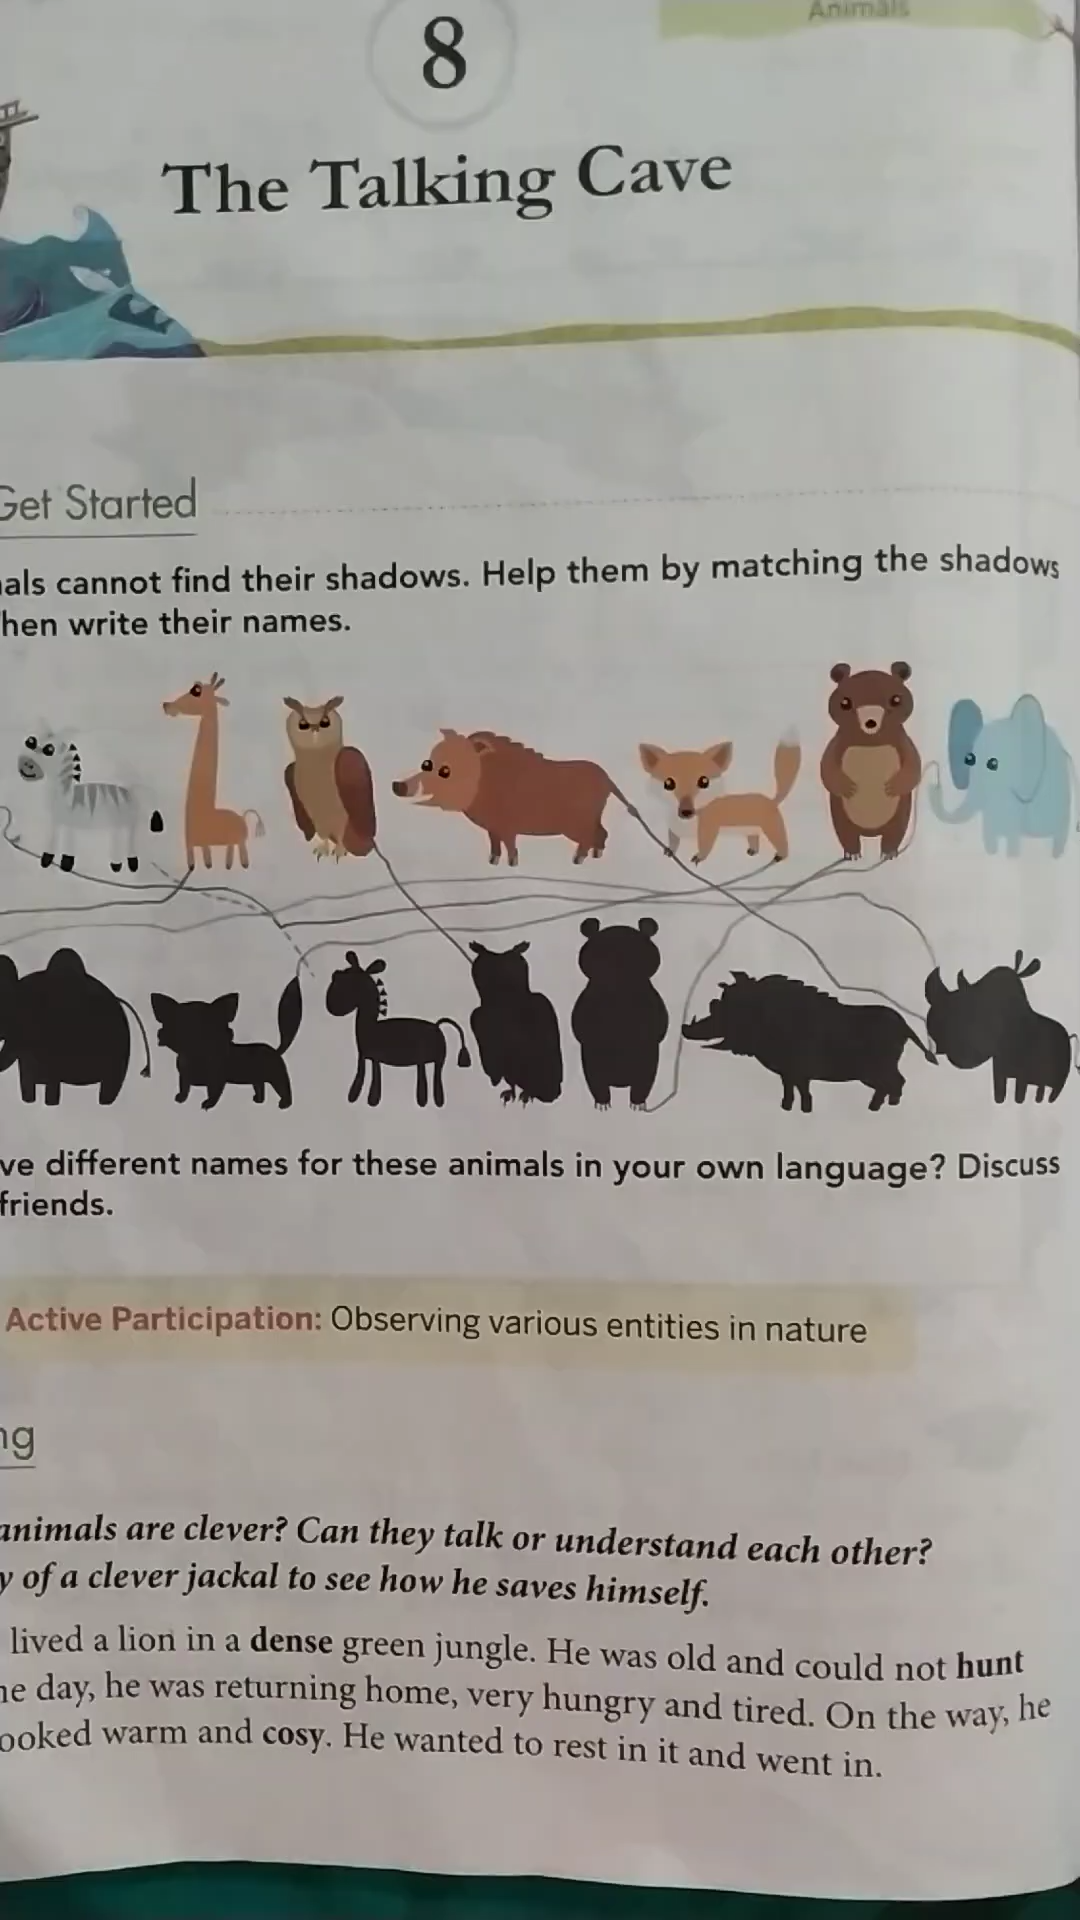 Animals
8
The Talking Cave
Get Started
als cannot find their shadows. Help them by matching the shadows
hen write their names.
ve different names for these animals in your own language? Discuss
friends.
Active Participation: Observing various entities in nature
ng
animals are clever? Can they talk or understand each other?
y of a clever jackal to see how he saves himself.
lived a lion in a dense green jungle. He was old and could not hunt
ne day, he was returning home, very hungry and tired. On the way, he
ooked warm and cosy. He wanted to rest in it and went in.